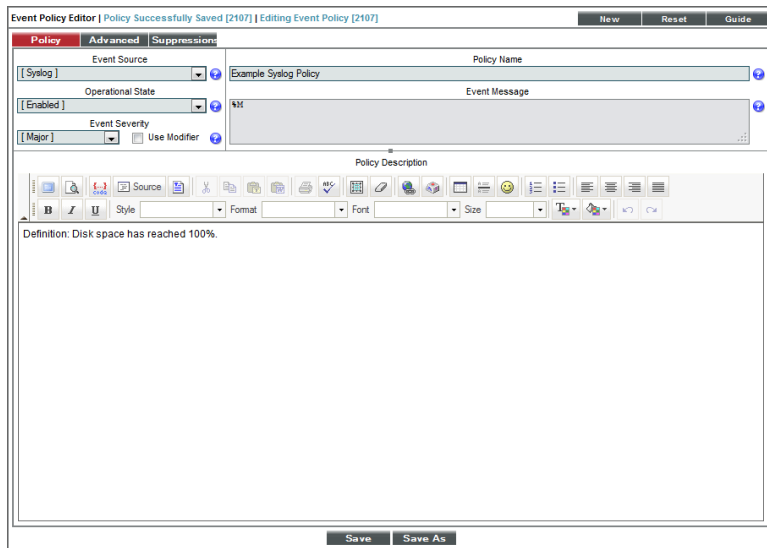 Event Policy Editor | Policy Successfully Saved [2107] | Editing Event Policy [2107]
New Reset Guide
Policy Advanced Suppressions
Event Source
[ Syslog ]
Policy Name
Example Syslog Policy
Operational State
[ Enabled ]
Event Message
%M
Event Severity
[ Major ] Use Modifier
Policy Description
Source
B I U Style Format Font Size
Definition: Disk space has reached 100%.
Save Save As